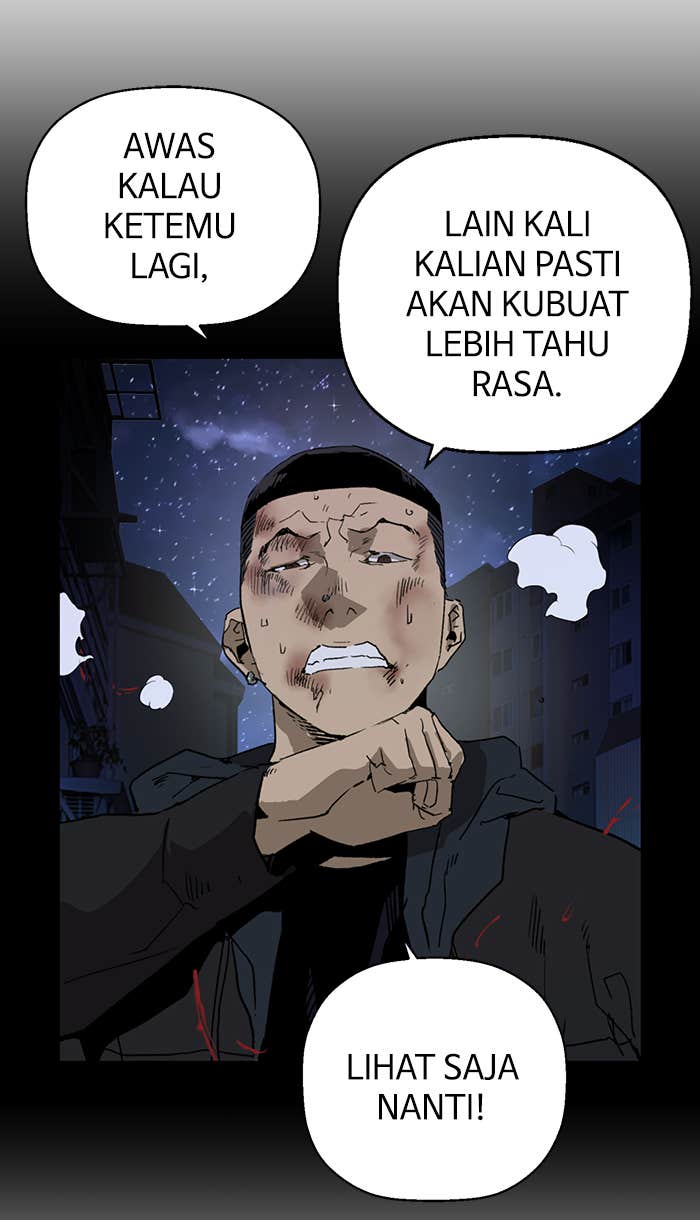 AWAS
KALAU
KETEMU
LAGI,
LAIN KALI
KALIAN PASTI
AKAN KUBUAT
LEBIH TAHU
RASA.
LIHAT SAJA
NANTI!